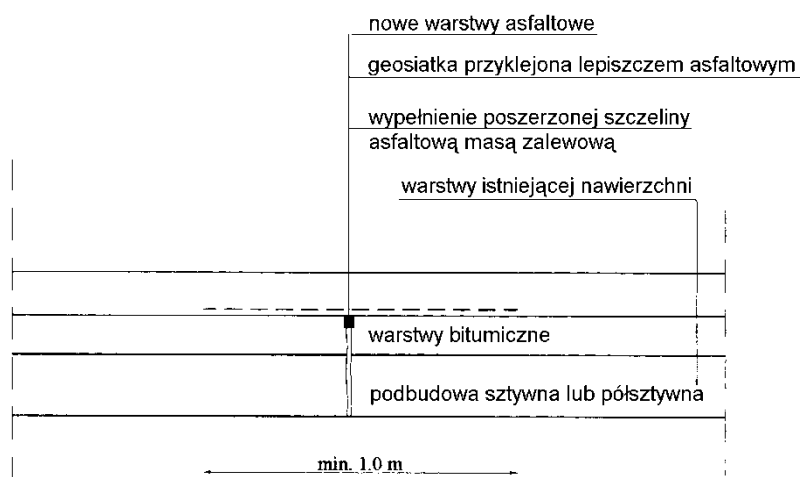 nowe warstwy asfaltowe
geosiatka przyklejona lepiszczem asfaltowym
wypełnienie poszerzonej szczeliny
asfaltową masą zalewową
warstwy istniejącej nawierzchni
warstwy bitumiczne
podbudowa sztywna lub półsztywna
min. 1.0 m